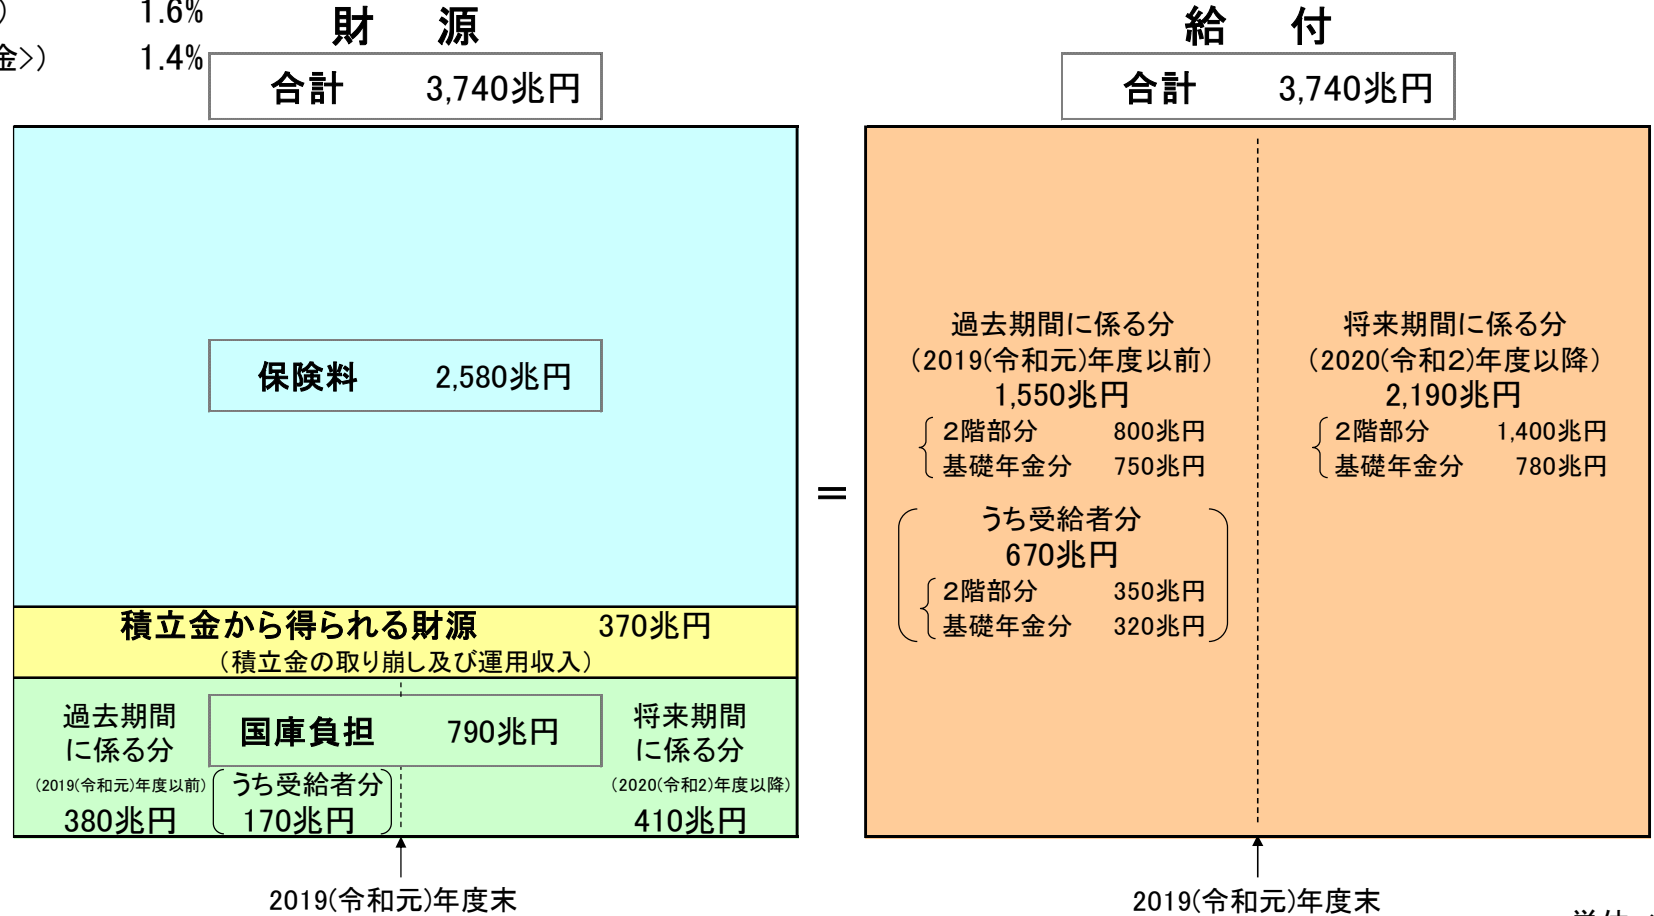 ) 1.6%
金>) 1.4%
財 源
合計 3,740兆円
保険料 2,580兆円
積立金から得られる財源 370兆円
(積立金の取り崩し及び運用収入)
国庫負担 790兆円
過去期間
に係る分
(2019(令和元)年度以前)
380兆円
うち受給者分
170兆円
将来期間
に係る分
(2020(令和2)年度以降)
410兆円
2019(令和元)年度末
=
給 付
合計 3,740兆円
過去期間に係る分
(2019(令和元)年度以前)
1,550兆円
2階部分 800兆円
基礎年金分 750兆円
うち受給者分
670兆円
2階部分 350兆円
基礎年金分 320兆円
将来期間に係る分
(2020(令和2)年度以降)
2,190兆円
2階部分 1,400兆円
基礎年金分 780兆円
2019(令和元)年度末